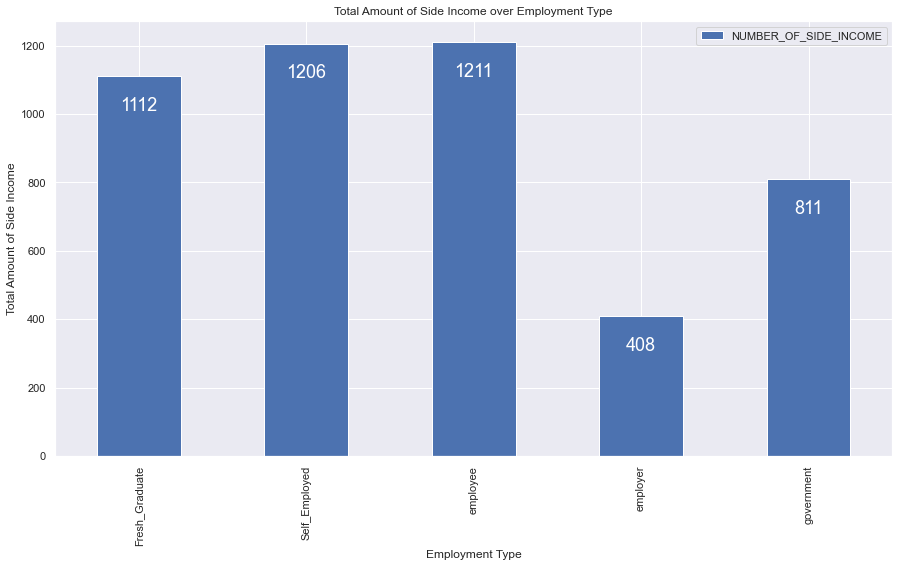 Total Amount of Side Income over Employment Type
NUMBER_OF_SIDE_INCOME
Total Amount of Side Income
1200
1000
800
600
400
200
0
1112
1206
1211
408
811
Fresh_Graduate
Self_Employed
employee
employer
government
Employment Type